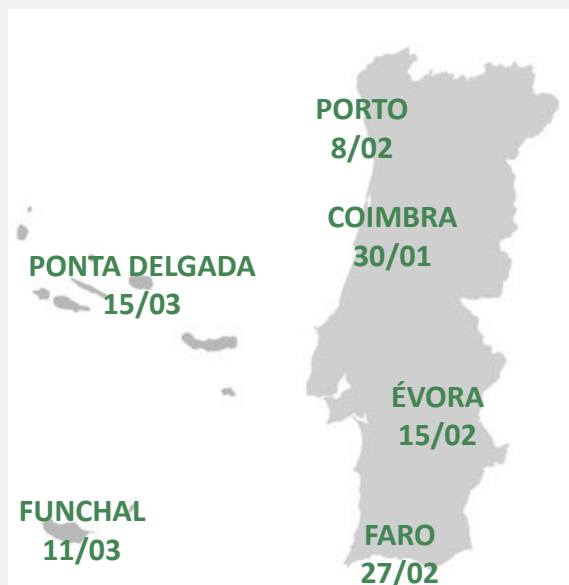 PORTO
8/02
COIMBRA
30/01
PONTA DELGADA
15/03
ÉVORA
15/02
FUNCHAL
11/03
FARO
27/02